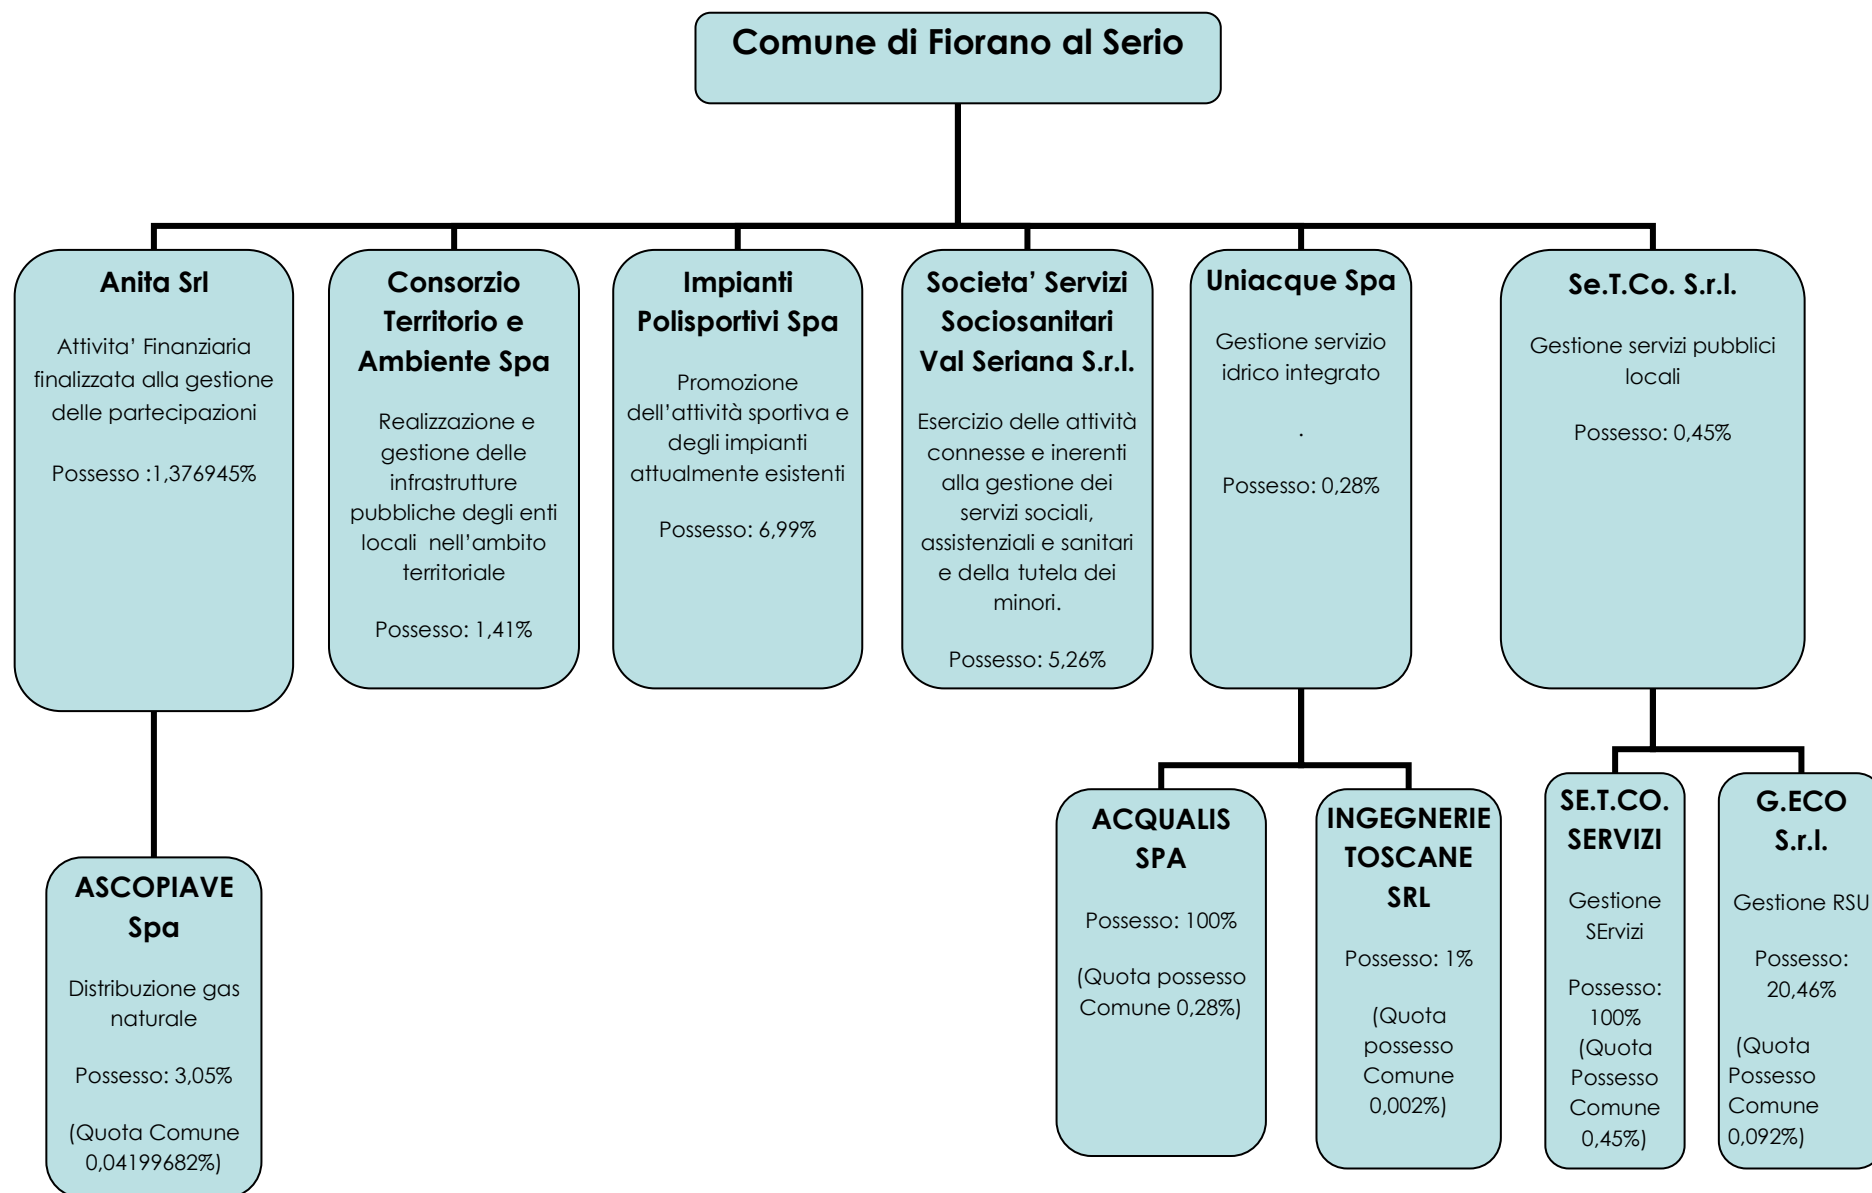 Comune di Fiorano al Serio
Anita Srl
Attivita’ Finanziaria
finalizzata alla gestione
delle partecipazioni
Possesso :1,376945%
Consorzio
Territorio e
Ambiente Spa
Realizzazione e
gestione delle
infrastrutture
pubbliche degli enti
locali nell’ambito
territoriale
Possesso: 1,41%
Impianti
Polisportivi Spa
Promozione
dell’attività sportiva e
degli impianti
attualmente esistenti
Possesso: 6,99%
Societa’ Servizi
Sociosanitari
Val Seriana S.r.l.
Esercizio delle attività
connesse e inerenti
alla gestione dei
servizi sociali,
assistenziali e sanitari
e della tutela dei
minori.
Possesso: 5,26%
Uniacque Spa
Gestione servizio
idrico integrato
.
Possesso: 0,28%
Se.T.Co. S.r.l.
Gestione servizi pubblici
locali
Possesso: 0,45%
ASCOPIAVE
Spa
Distribuzione gas
naturale
Possesso: 3,05%
(Quota Comune
0,04199682%)
ACQUALIS
SPA
Possesso: 100%
(Quota possesso
Comune 0,28%)
INGEGNERIE
TOSCANE
SRL
Possesso: 1%
(Quota
possesso
Comune
0,002%)
SE.T.CO.
SERVIZI
Gestione
SErvizi
Possesso:
100%
(Quota
Possesso
Comune
0,45%)
G.ECO
S.r.l.
Gestione RSU
Possesso:
20,46%
(Quota
Possesso
Comune
0,092%)